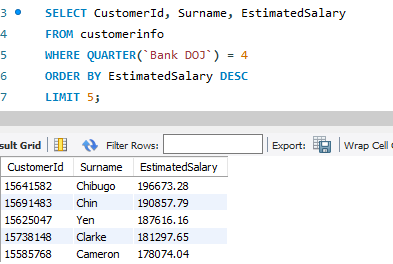 3 SELECT CustomerId, Surname, EstimatedSalary
4 FROM customerinfo
5 WHERE QUARTER(`Bank DOJ`) = 4
6 ORDER BY EstimatedSalary DESC
7 LIMIT 5;
sult Grid Filter Rows: Export: Wrap Cell C
CustomerId Surname EstimatedSalary
15641582 Chibugo 196673.28
15691483 Chin 190857.79
15625047 Yen 187616.16
15738148 Clarke 181297.65
15585768 Cameron 178074.04